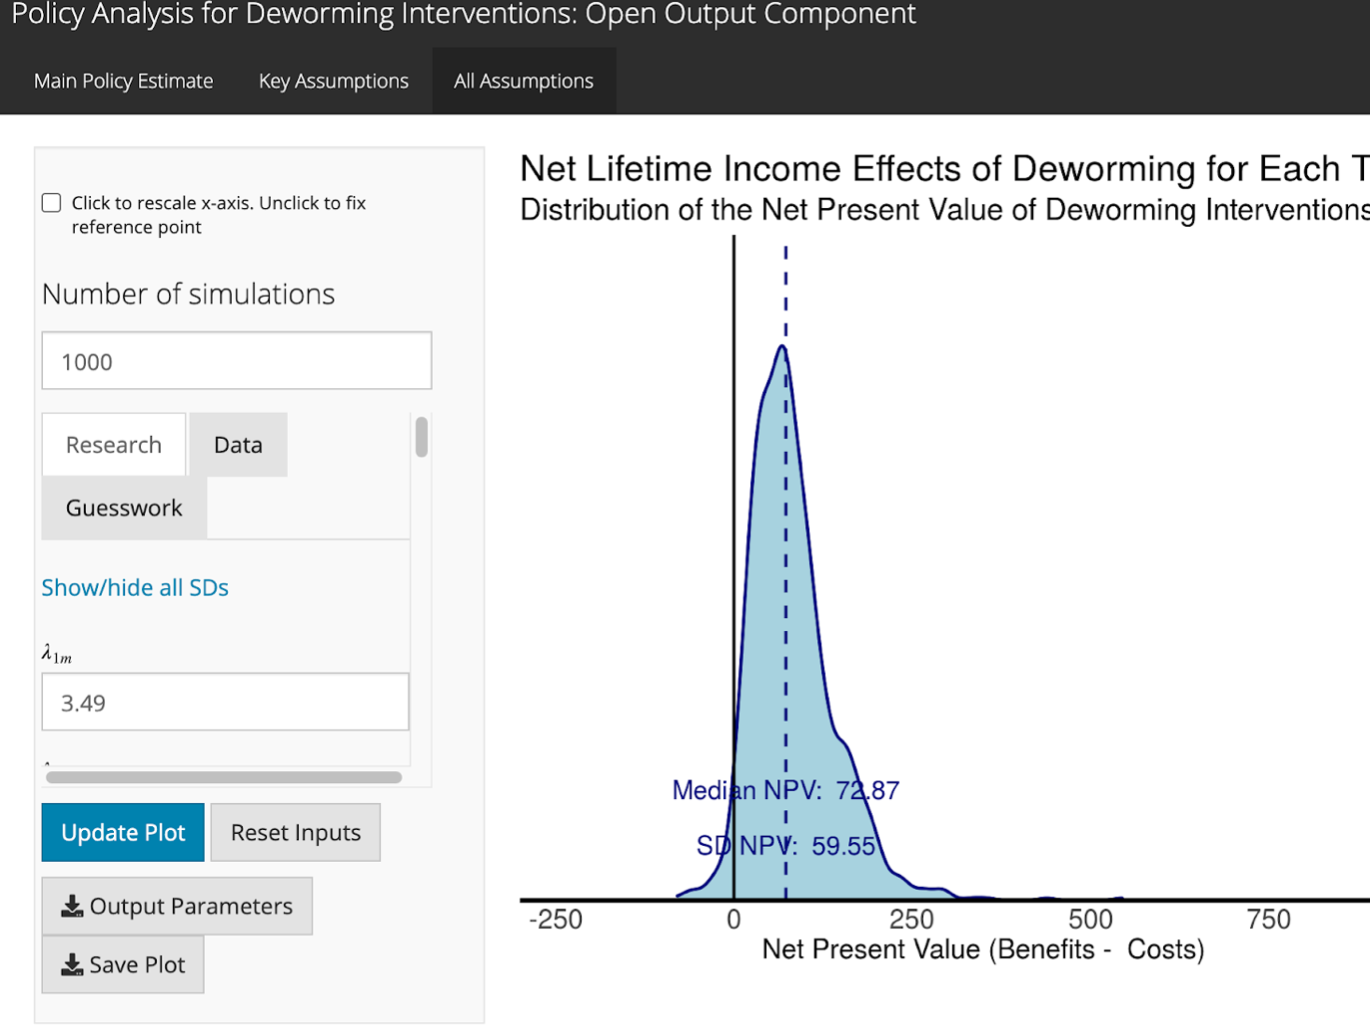 Policy Analysis for Deworming Interventions: Open Output Component
Main Policy Estimate
Key Assumptions
All Assumptions
Click to rescale x-axis. Unclick to fix
reference point
Number of simulations
1000
Research
Data
Guesswork
Show/hide all SDs
λ1m
3.49
Update Plot
Reset Inputs
Output Parameters
Save Plot
Net Lifetime Income Effects of Deworming for Each T
Distribution of the Net Present Value of Deworming Interventions
Median NPV: 72.87
SD NPV: 59.55
-250 0 250 500 750
Net Present Value (Benefits - Costs)